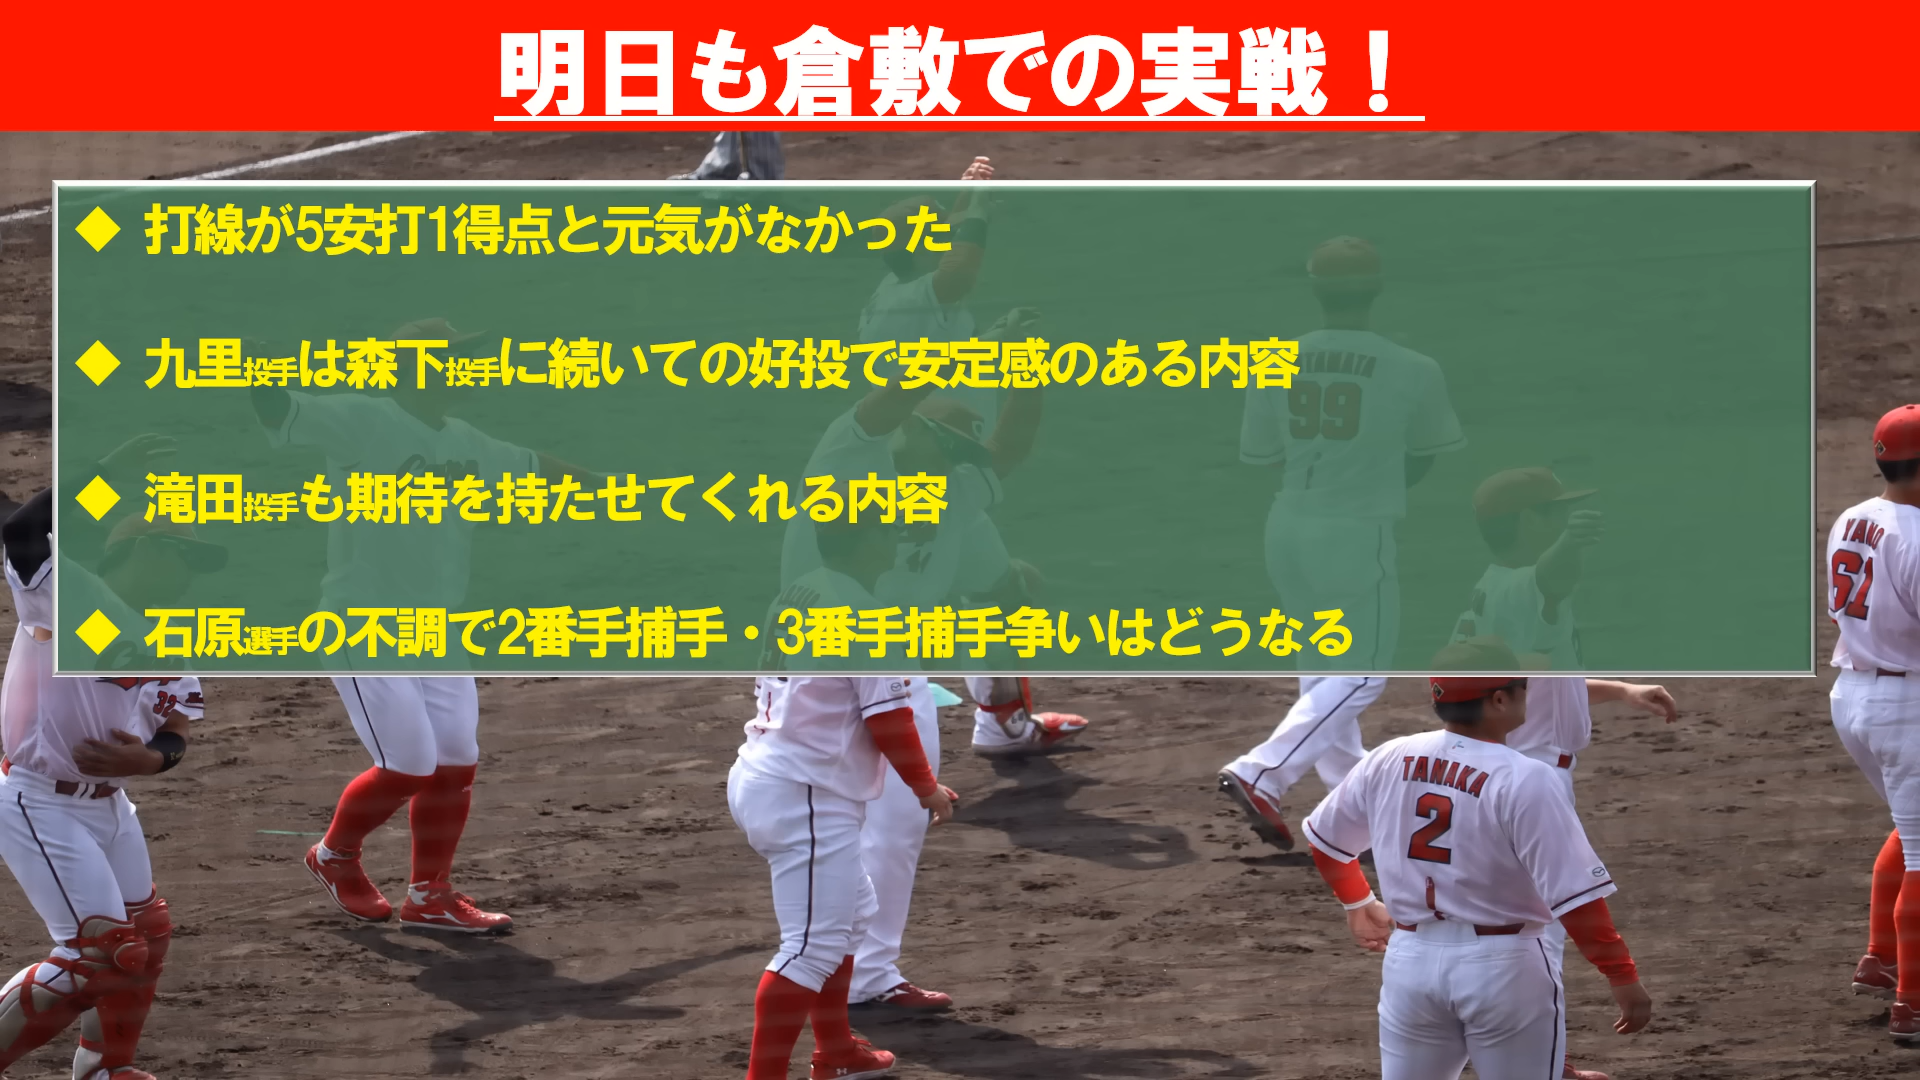 明日も倉敷での実戦！
◆ 打線が5安打1得点と元気がなかった
◆ 九里投手は森下投手に続いての好投で安定感のある内容
◆ 滝田投手も期待を持たせてくれる内容
◆ 石原選手の不調で2番手捕手・3番手捕手争いはどうなる
99
YANO
61
32
TANAKA
2